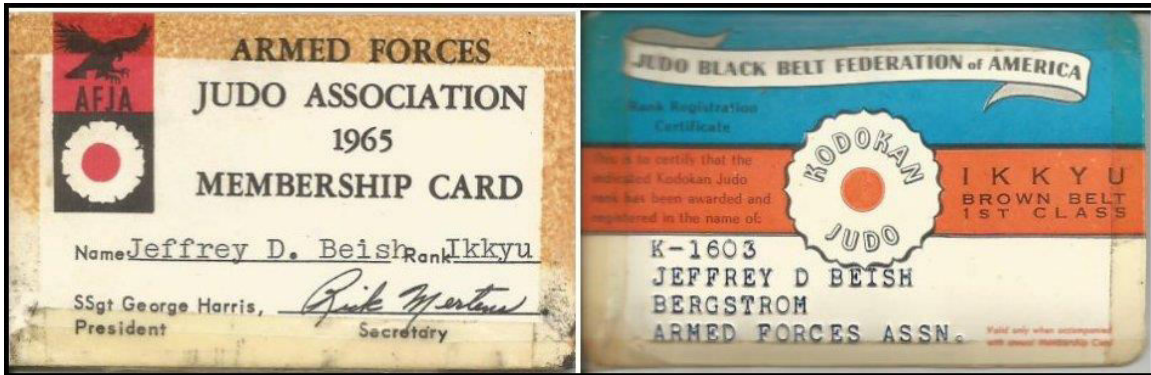 AFJA
ARMED FORCES
JUDO ASSOCIATION
1965
MEMBERSHIP CARD
Name Jeffrey D. Beish Rank Ikkyu
SSgt George Harris, Rick Mertens
President Secretary
JUDO BLACK BELT FEDERATION of AMERICA
Rank Registration
Certificate
This is to certify that the
indicated Kodokan Judo
rank has been awarded and
registered in the name of:
KODOKAN
JUDO
IKKYU
BROWN BELT
1ST CLASS
K-1603
JEFFREY D BEISH
BERGSTROM
ARMED FORCES ASSN.
Valid only when accompanied
with annual Membership Card